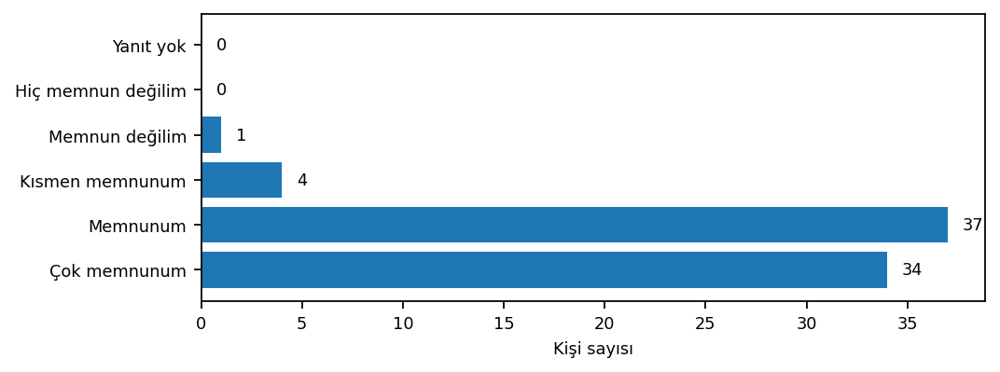 Yanıt yok 0
Hiç memnun değilim 0
Memnun değilim 1
Kısmen memnunum 4
Memnunum 37
Çok memnunum 34
0 5 10 15 20 25 30 35
Kişi sayısı